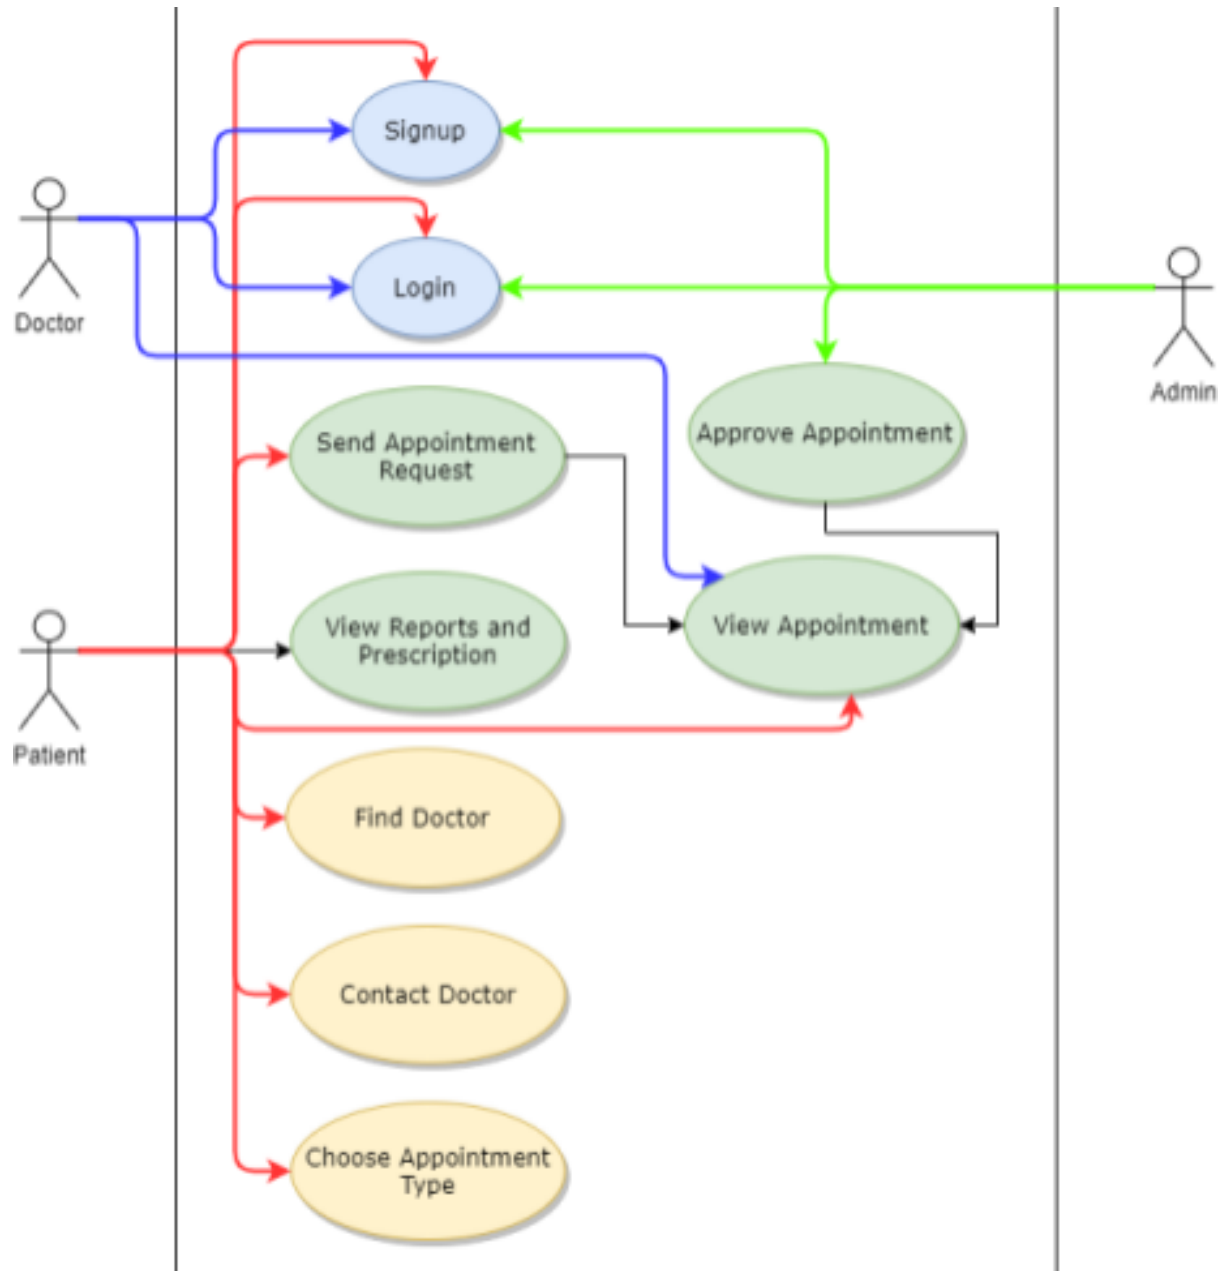 Signup
Login
Doctor
Admin
Send Appointment
Request
Approve Appointment
View Reports and
Prescription
View Appointment
Patient
Find Doctor
Contact Doctor
Choose Appointment
Type